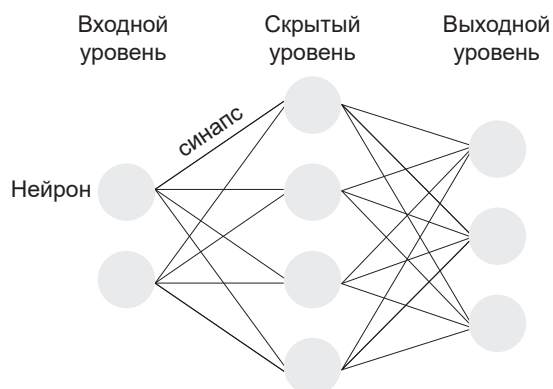 Входной
уровень
Скрытый
уровень
Выходной
уровень
синапс
Нейрон